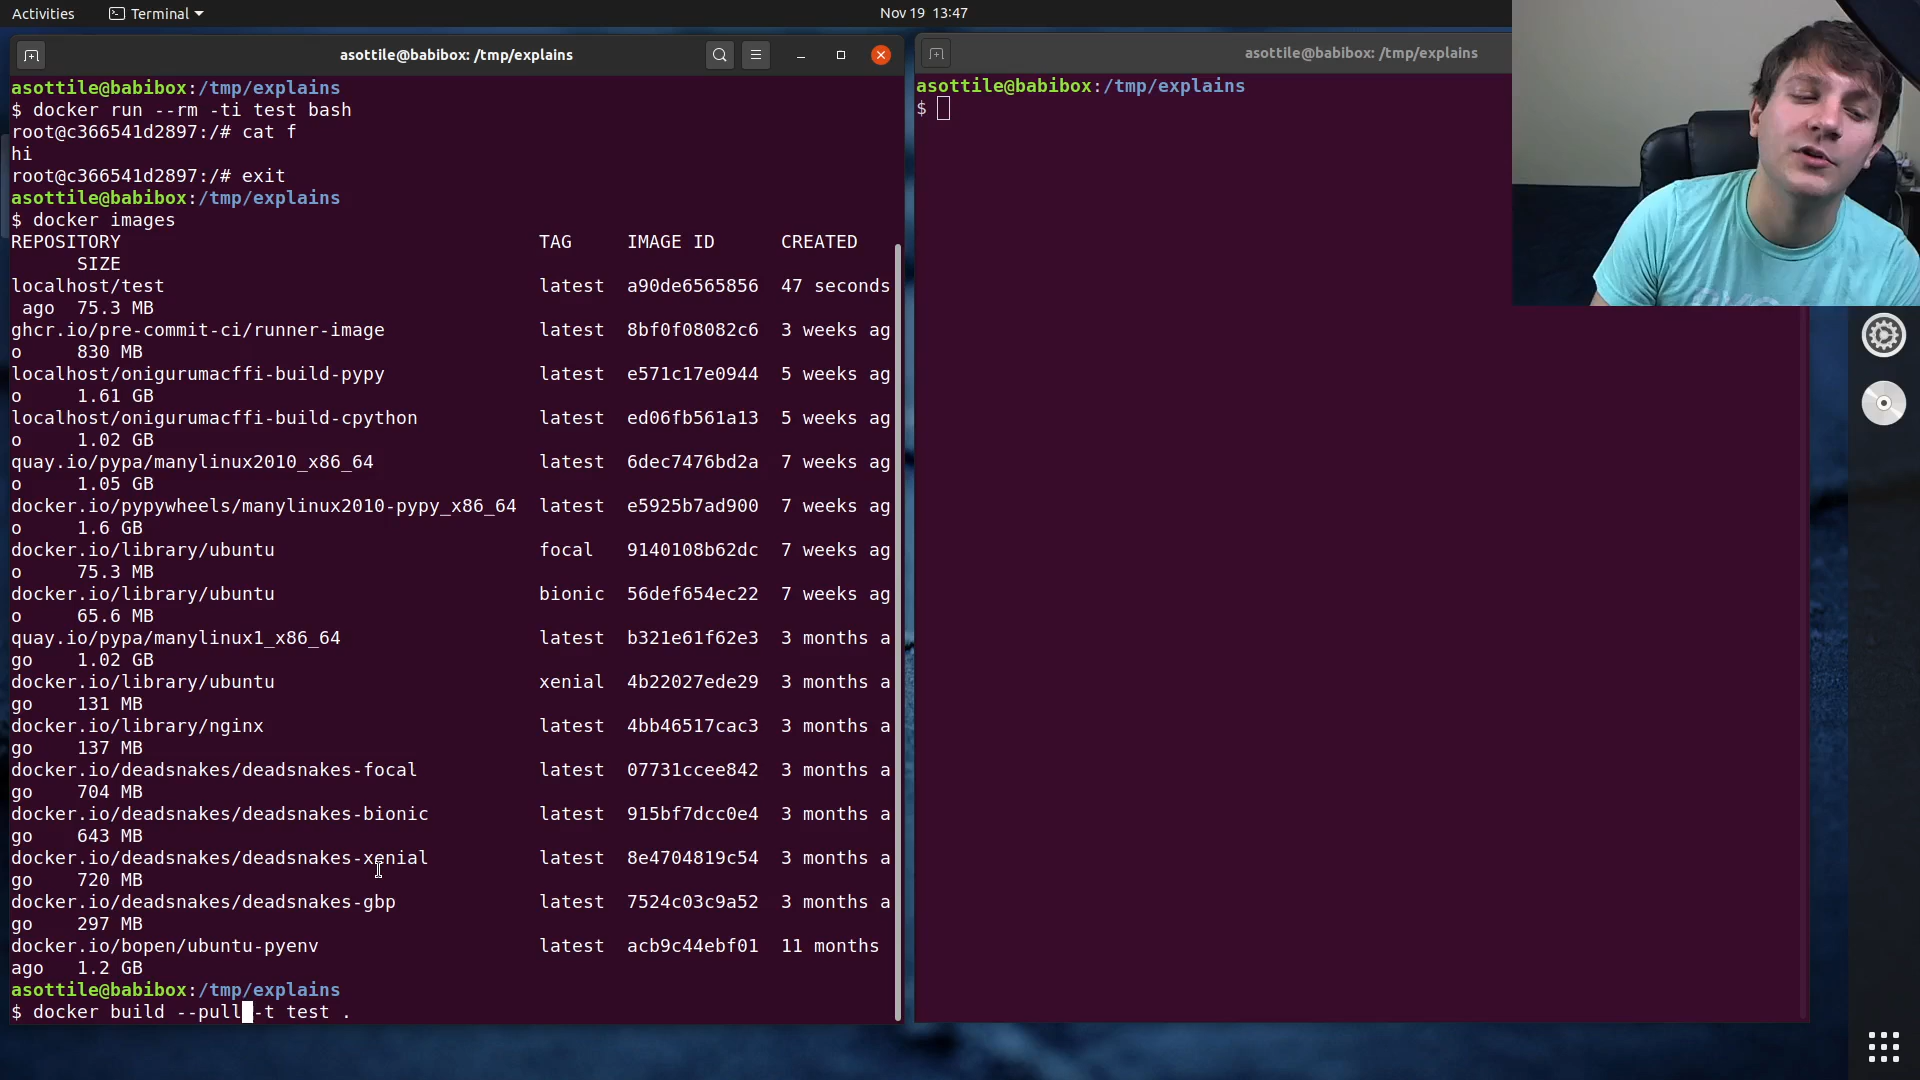 Activities
Terminal
Nov 19 13:47
asottile@babibox: /tmp/explains
asottile@babibox:/tmp/explains
$ docker run --rm -ti test bash
root@c366541d2897:/# cat f
hi
root@c366541d2897:/# exit
asottile@babibox:/tmp/explains
$ docker images
REPOSITORY TAG IMAGE ID CREATED
SIZE
localhost/test latest a90de6565856 47 seconds
ago 75.3 MB
ghcr.io/pre-commit-ci/runner-image latest 8bf0f08082c6 3 weeks ag
o 830 MB
localhost/onigurumacffi-build-pypy latest e571c17e0944 5 weeks ag
o 1.61 GB
localhost/onigurumacffi-build-cpython latest ed06fb561a13 5 weeks ag
o 1.02 GB
quay.io/pypa/manylinux2010_x86_64 latest 6dec7476bd2a 7 weeks ag
o 1.05 GB
docker.io/pypywheels/manylinux2010-pypy_x86_64 latest e5925b7ad900 7 weeks ag
o 1.6 GB
docker.io/library/ubuntu focal 9140108b62dc 7 weeks ag
o 75.3 MB
docker.io/library/ubuntu bionic 56def654ec22 7 weeks ag
o 65.6 MB
quay.io/pypa/manylinux1_x86_64 latest b321e61f62e3 3 months a
go 1.02 GB
docker.io/library/ubuntu xenial 4b22027ede29 3 months a
go 131 MB
docker.io/library/nginx latest 4bb46517cac3 3 months a
go 137 MB
docker.io/deadsnakes/deadsnakes-focal latest 07731ccee842 3 months a
go 704 MB
docker.io/deadsnakes/deadsnakes-bionic latest 915bf7dcc0e4 3 months a
go 643 MB
docker.io/deadsnakes/deadsnakes-xenial latest 8e4704819c54 3 months a
go 720 MB
docker.io/deadsnakes/deadsnakes-gbp latest 7524c03c9a52 3 months a
go 297 MB
docker.io/bopen/ubuntu-pyenv latest acb9c44ebf01 11 months
ago 1.2 GB
asottile@babibox:/tmp/explains
$ docker build --pull -t test .
asottile@babibox: /tmp/explains
asottile@babibox:/tmp/explains
$